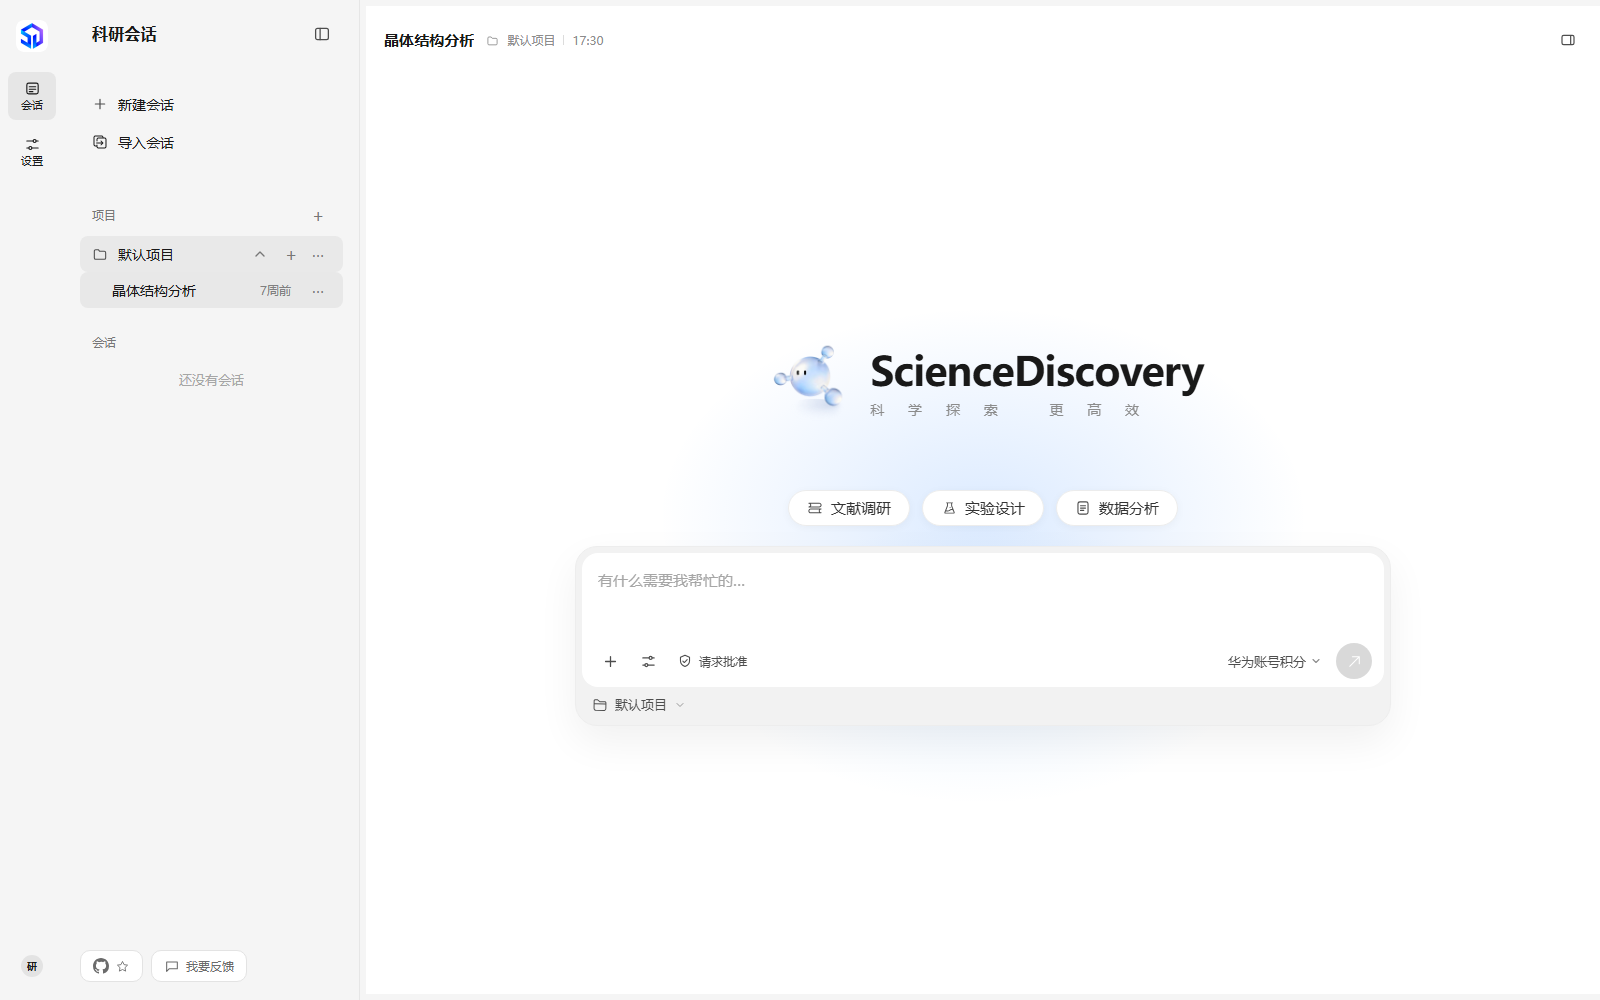 科研会话
会话
设置
新建会话
导入会话
项目
默认项目
晶体结构分析 7周前
会话
还没有会话
研
我要反馈
晶体结构分析 默认项目 17:30
ScienceDiscovery
科学探索 更高效
文献调研 实验设计 数据分析
有什么需要我帮忙的...
请求批准 华为账号积分
默认项目